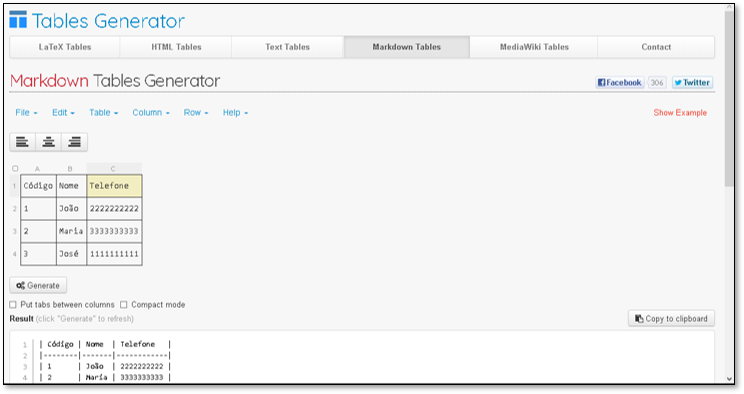 Tables Generator
LaTeX Tables HTML Tables Text Tables Markdown Tables MediaWiki Tables Contact
Markdown Tables Generator
Facebook 306 Twitter
File Edit Table Column Row Help Show Example
A B C
1 Código Nome Telefone
2 1 João 2222222222
3 2 Maria 3333333333
4 3 José 1111111111
Generate
Put tabs between columns Compact mode
Result (click "Generate" to refresh) Copy to clipboard
1 | Código | Nome | Telefone |
2 |--------|-------|------------|
3 | 1 | João | 2222222222 |
4 | 2 | Maria | 3333333333 |